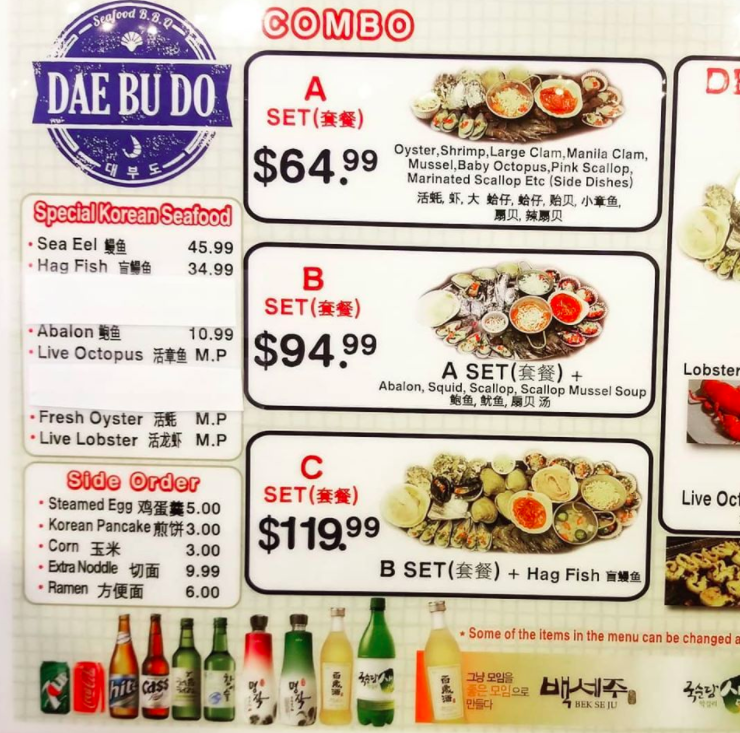 Seafood B.B.Q
DAE BU DO
대부도
COMBO
A
SET(套餐)
$64.99
Oyster,Shrimp,Large Clam,Manila Clam,
Mussel,Baby Octopus,Pink Scallop,
Marinated Scallop Etc (Side Dishes)
活蚝, 虾, 大 蛤仔, 蛤仔, 贻贝, 小章鱼,
扇贝, 辣扇贝
B
SET(套餐)
$94.99
A SET(套餐) +
Abalon, Squid, Scallop, Scallop Mussel Soup
鲍鱼, 鱿鱼, 扇贝 汤
C
SET(套餐)
$119.99
B SET(套餐) + Hag Fish 盲鳗鱼
Special Korean Seafood
• Sea Eel 鳗鱼 45.99
• Hag Fish 盲鳗鱼 34.99
• Abalon 鲍鱼 10.99
• Live Octopus 活章鱼 M.P
• Fresh Oyster 活蚝 M.P
• Live Lobster 活龙虾 M.P
Side Order
• Steamed Egg 鸡蛋羹 5.00
• Korean Pancake 煎饼 3.00
• Corn 玉米 3.00
• Extra Noddle 切面 9.99
• Ramen 方便面 6.00
Lobster
Live Oct
• Some of the items in the menu can be changed a
7up
hite
Cass
그냥 모임을
좋은 모임으로
만들다
백세주
BEK SE JU
국순당